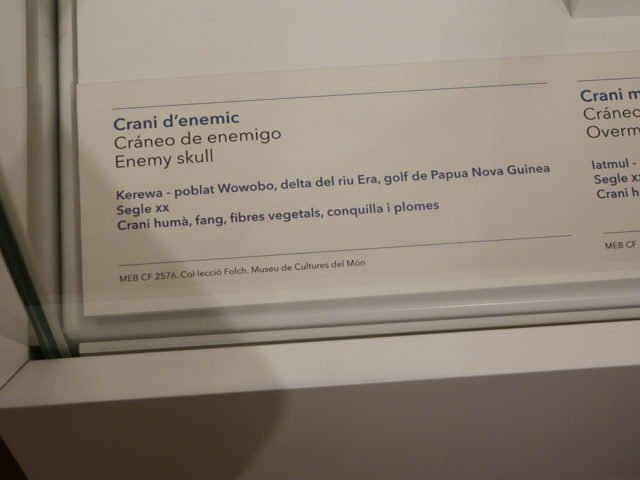 Crani d'enemic
Cráneo de enemigo
Enemy skull
Kerewa - poblat Wowobo, delta del riu Era, golf de Papua Nova Guinea
Segle xx
Crani humà, fang, fibres vegetals, conquilla i plomes
MEB CF 2576. Col·lecció Folch. Museu de Cultures del Món
Crani
Cráneo
Iatmul -
Segle
Crani
MEB CF